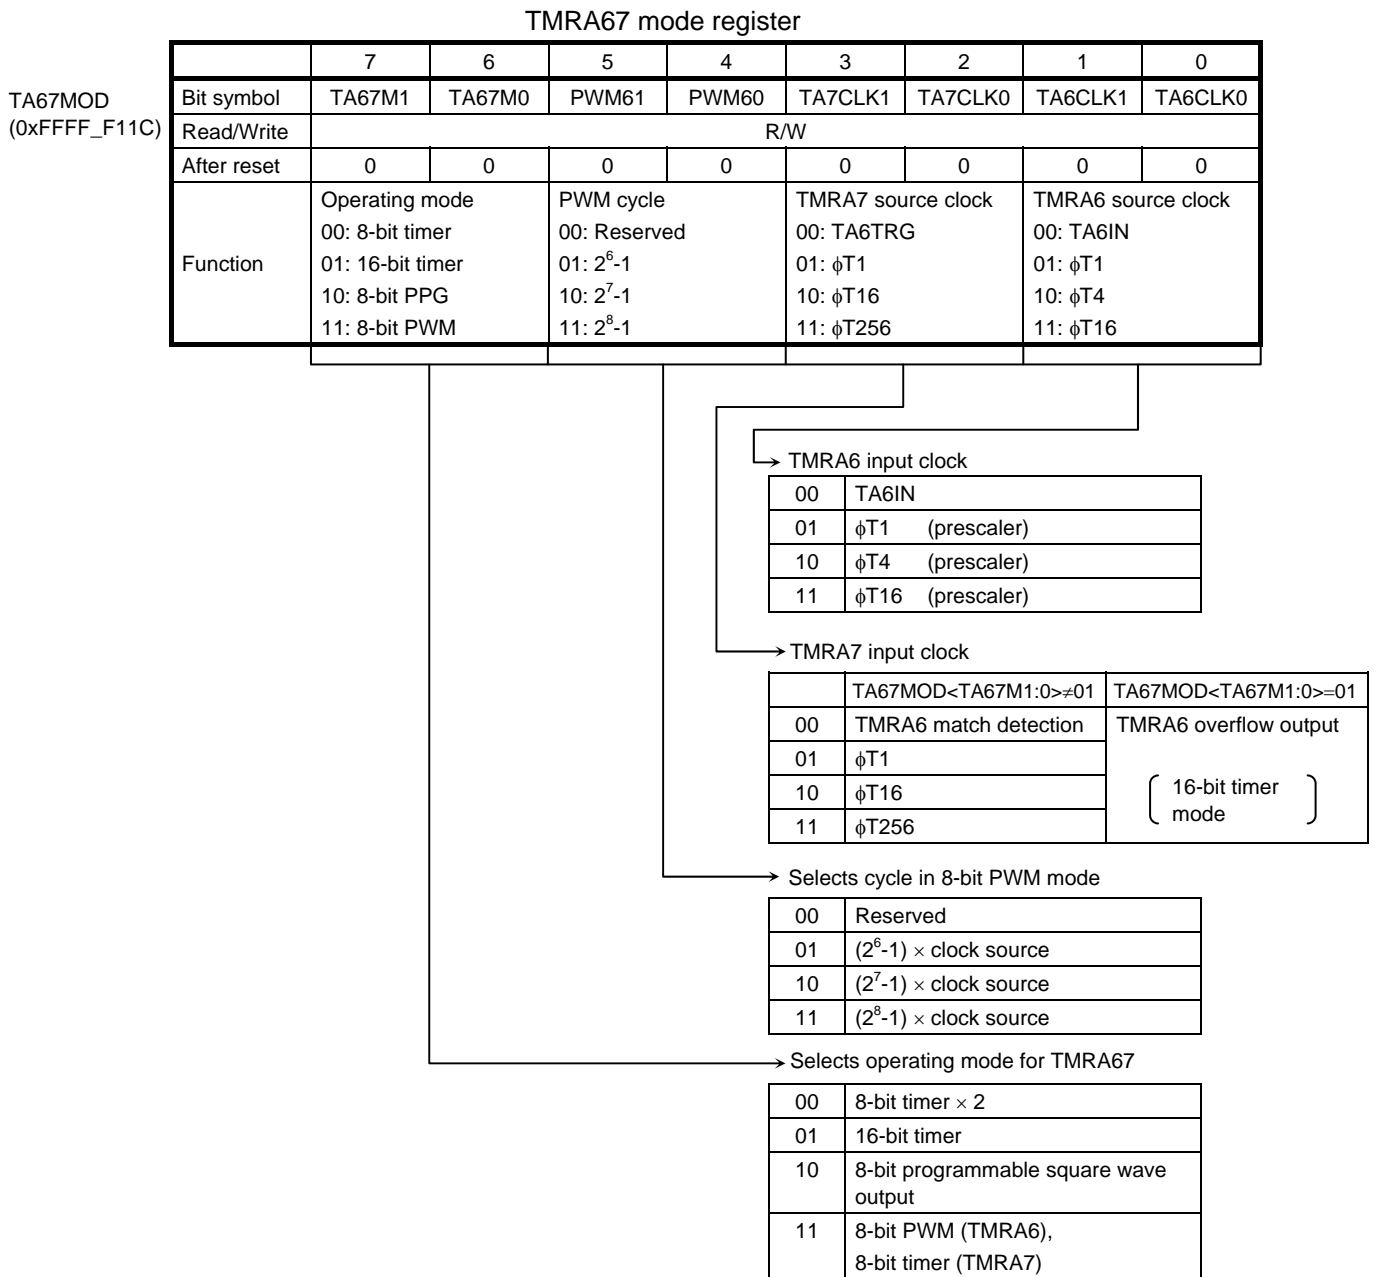 TMRA67 mode register
7 6 5 4 3 2 1 0
TA67MOD
(0xFFFF_F11C)
Bit symbol TA67M1 TA67M0 PWM61 PWM60 TA7CLK1 TA7CLK0 TA6CLK1 TA6CLK0
Read/Write R/W
After reset 0 0 0 0 0 0 0 0
Function
Operating mode
00: 8-bit timer
01: 16-bit timer
10: 8-bit PPG
11: 8-bit PWM
PWM cycle
00: Reserved
01: 2⁶-1
10: 2⁷-1
11: 2⁸-1
TMRA7 source clock
00: TA6TRG
01: ϕT1
10: ϕT16
11: ϕT256
TMRA6 source clock
00: TA6IN
01: ϕT1
10: ϕT4
11: ϕT16
TMRA6 input clock
00 TA6IN
01 ϕT1 (prescaler)
10 ϕT4 (prescaler)
11 ϕT16 (prescaler)
TMRA7 input clock
TA67MOD<TA67M1:0>≠01 TA67MOD<TA67M1:0>=01
00 TMRA6 match detection TMRA6 overflow output
01 ϕT1
10 ϕT16
11 ϕT256
16-bit timer
mode
Selects cycle in 8-bit PWM mode
00 Reserved
01 (2⁶-1) × clock source
10 (2⁷-1) × clock source
11 (2⁸-1) × clock source
Selects operating mode for TMRA67
00 8-bit timer × 2
01 16-bit timer
10 8-bit programmable square wave
output
11 8-bit PWM (TMRA6),
8-bit timer (TMRA7)